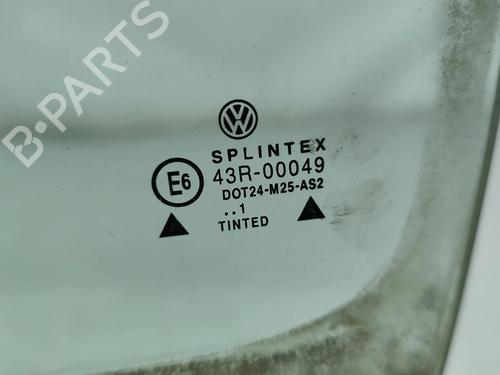 B-PARTS
SPLINTEX
E6 43R-00049
DOT24-M25-AS2
..1
TINTED